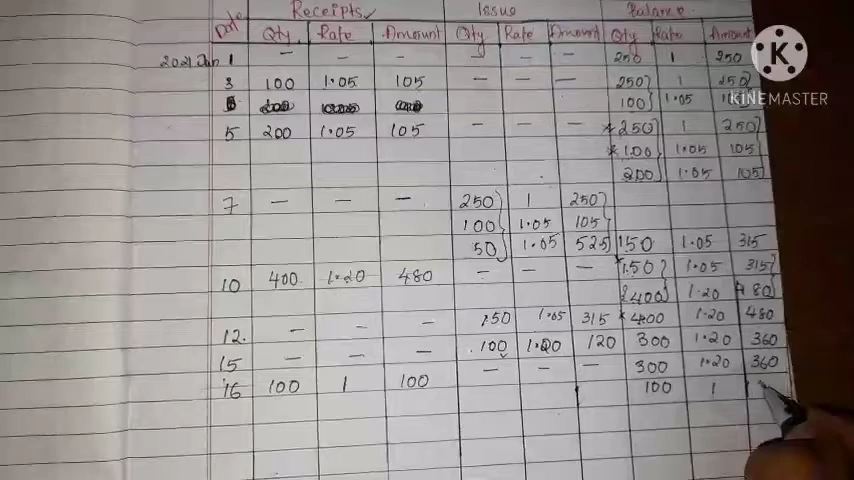 Receipts Issue Balance
Date Qty Rate Amount Qty Rate Amount Qty Rate Amount
2021 Jan 1 – – – – – – 250 1 250
3 100 1.05 105 – – – 250 1 250
100 1.05
KINEMASTER
5 200 1.05 105 – – – *250 1 250
*100 1.05 105
200 1.05 105
7 – – – 250 1 250
100 1.05 105
50 1.05 525 150 1.05 315
10 400 1.20 480 – – – *150 1.05 315
400 1.20 480
12. – – – 150 1.05 315 *400 1.20 480
15 – – – 100 1.20 120 300 1.20 360
16 100 1 100 – – – 300 1.20 360
100 1